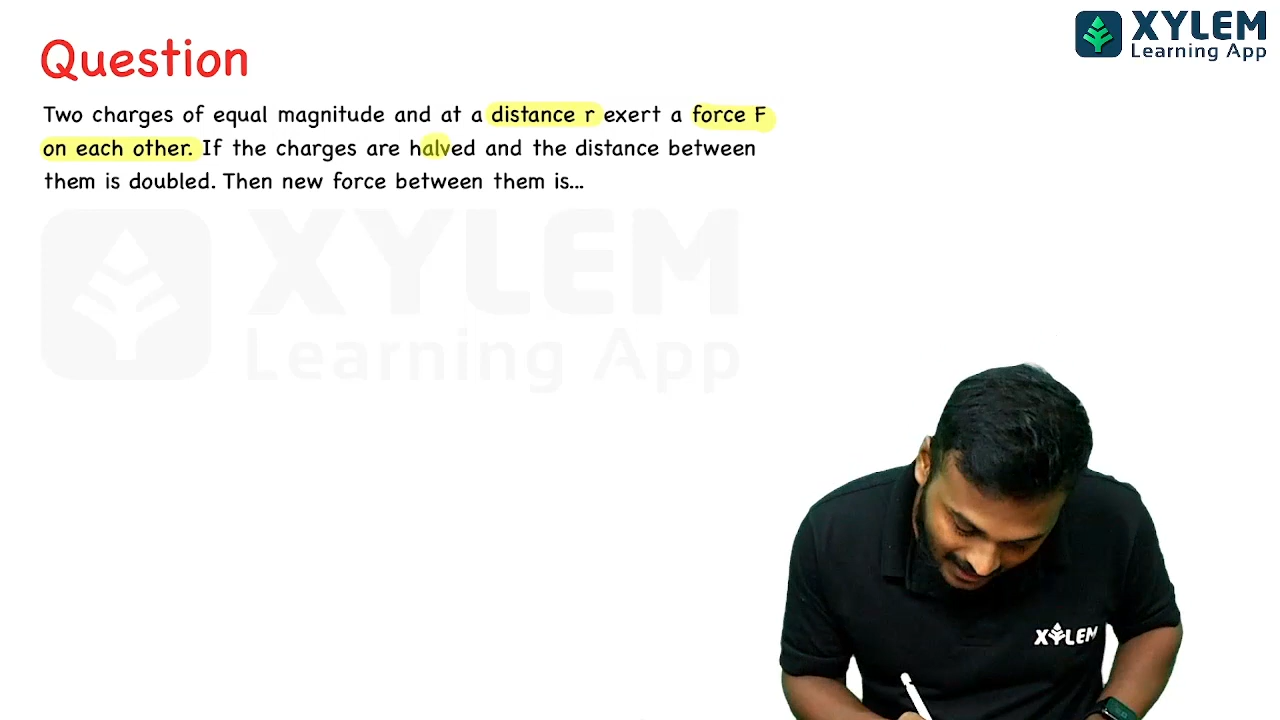 XYLEM
Learning App
Question
Two charges of equal magnitude and at a distance r exert a force F
on each other. If the charges are halved and the distance between
them is doubled. Then new force between them is...
XYLEM
Learning App
XYLEM